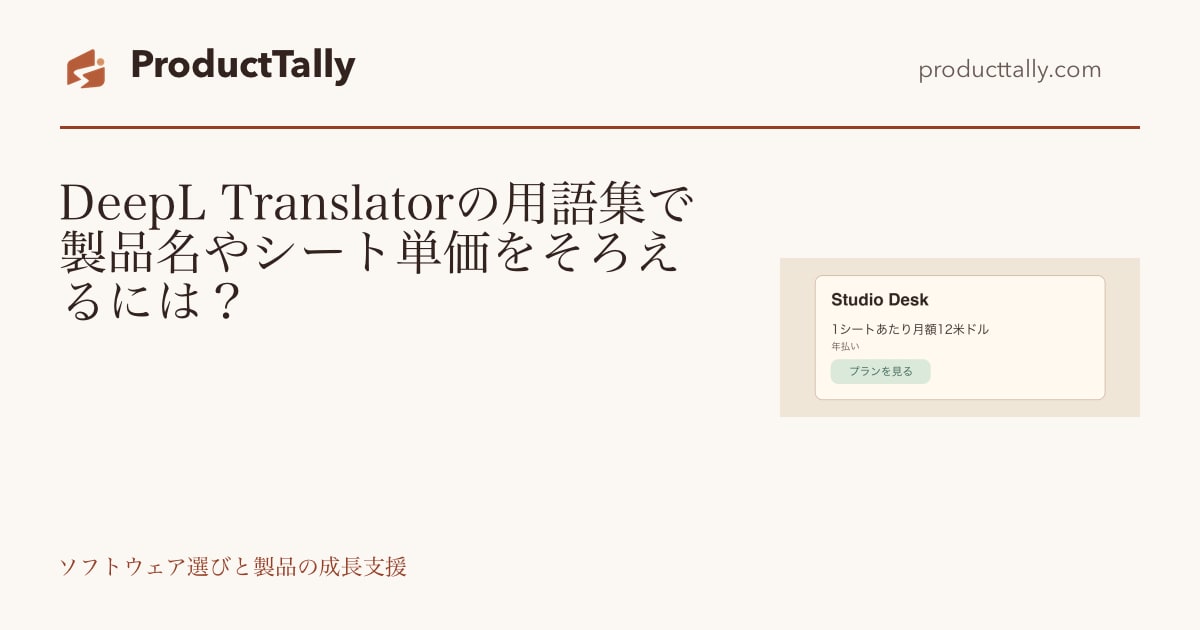 ProductTally
producttally.com
DeepL Translatorの用語集で
製品名やシート単価をそろえ
るには？
Studio Desk
1シートあたり月額12米ドル
年払い
プランを見る
ソフトウェア選びと製品の成長支援